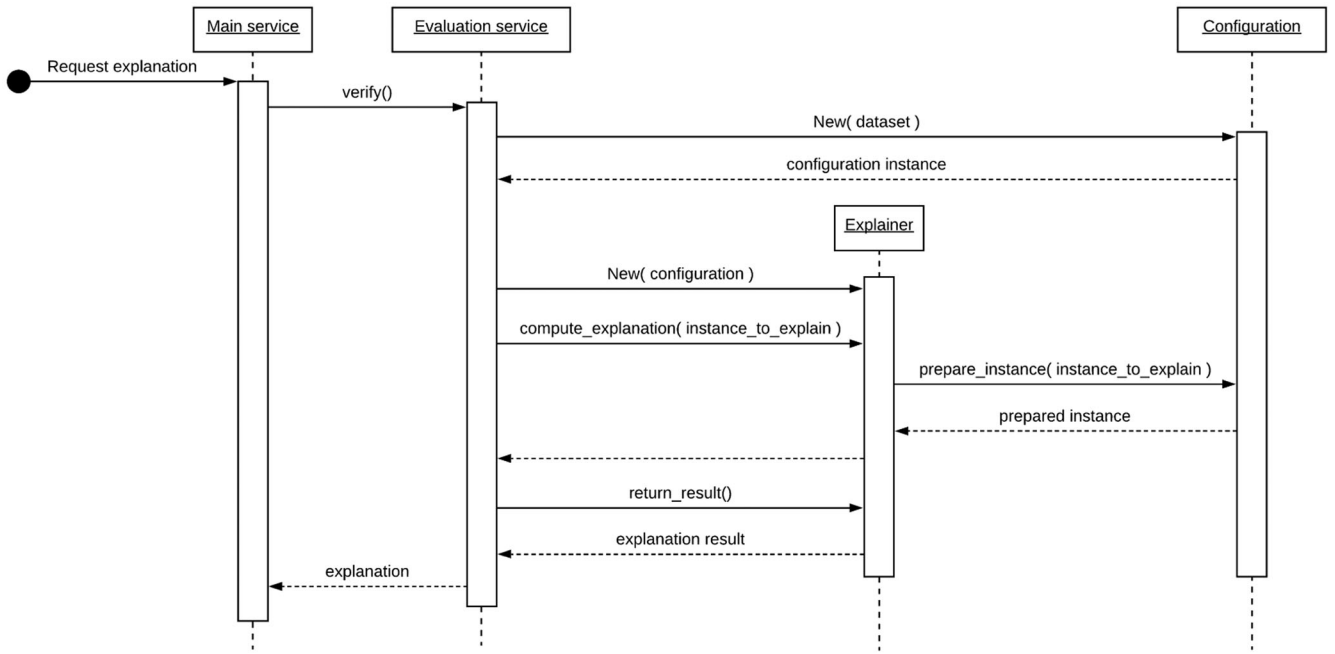 Main service
Evaluation service
Configuration
Request explanation
verify()
New( dataset )
configuration instance
Explainer
New( configuration )
compute_explanation( instance_to_explain )
prepare_instance( instance_to_explain )
prepared instance
return_result()
explanation result
explanation